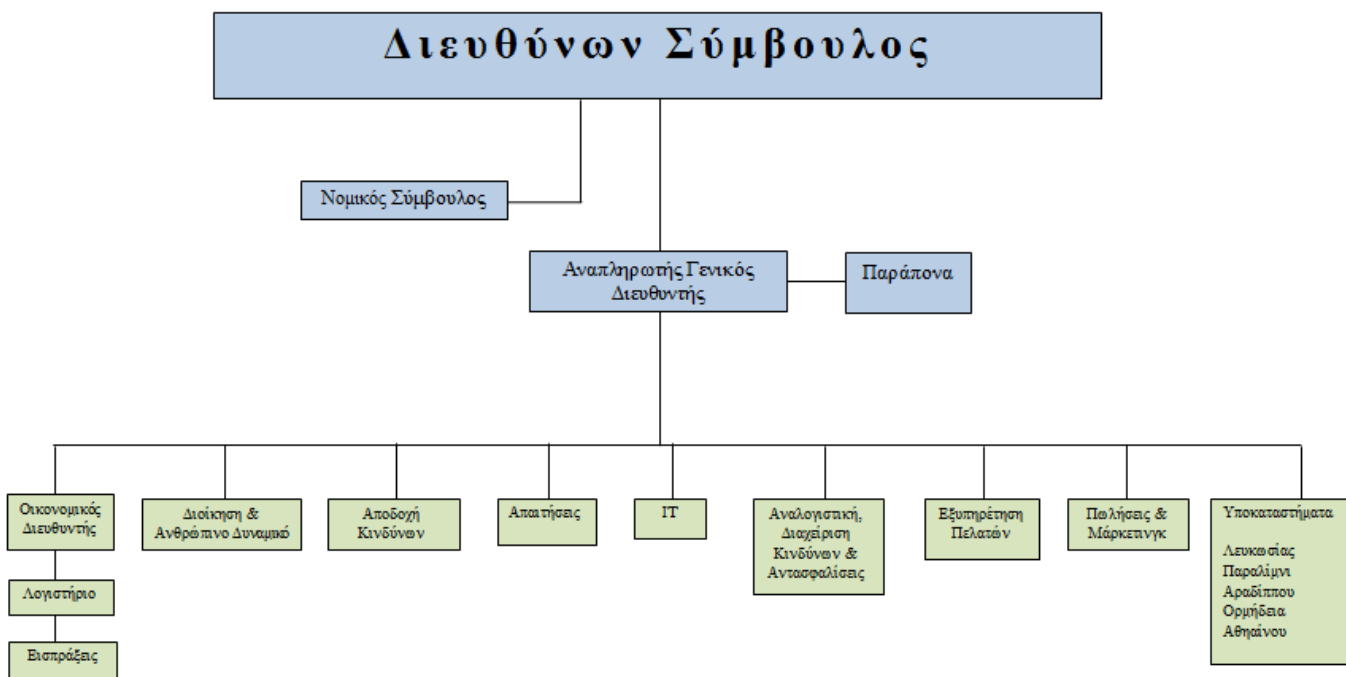 Διευθύνων Σύμβουλος
Νομικός Σύμβουλος
Αναπληρωτής Γενικός
Διευθυντής
Παράπονα
Οικονομικός
Διευθυντής
Διοίκηση &
Ανθρώπινο Δυναμικό
Αποδοχή
Κινδύνων
Απαιτήσεις
IT
Αναλογιστική,
Διαχείριση
Κινδύνων &
Αντασφαλίσεις
Εξυπηρέτηση
Πελατών
Πωλήσεις &
Μάρκετινγκ
Υποκαταστήματα
Λευκωσίας
Παραλίμνι
Αραδίππου
Ορμήδεια
Αθηαίνου
Λογιστήριο
Εισπράξεις